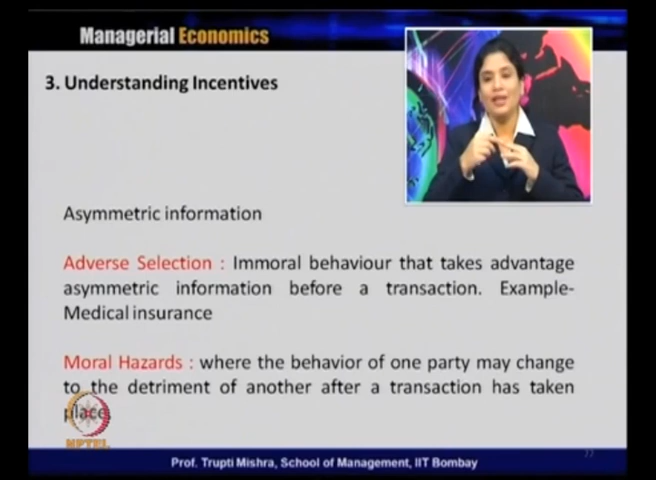 Managerial Economics
3. Understanding Incentives
Asymmetric information
Adverse Selection : Immoral behaviour that takes advantage
asymmetric information before a transaction. Example-
Medical insurance
Moral Hazards : where the behavior of one party may change
to the detriment of another after a transaction has taken
place.
NPTEL
Prof. Trupti Mishra, School of Management, IIT Bombay
77